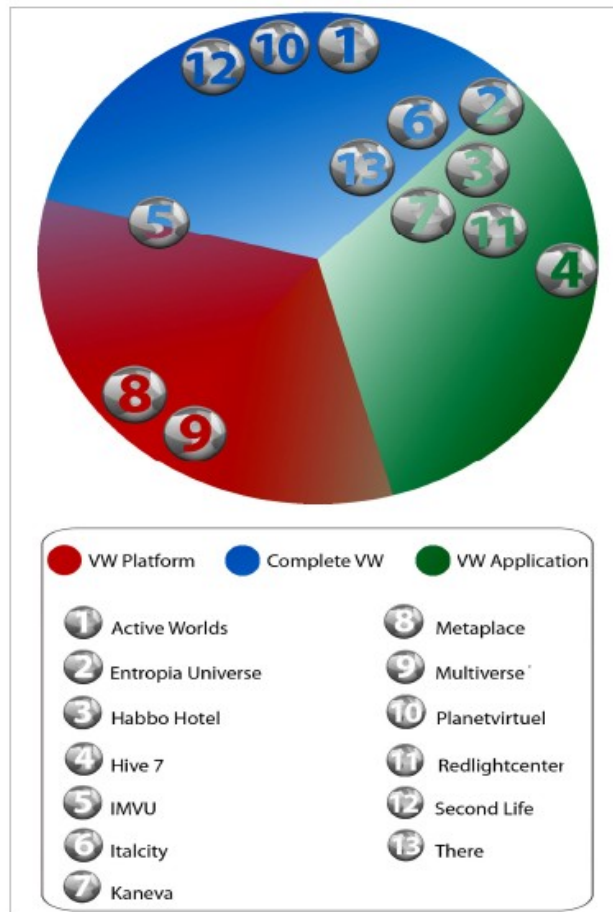 12 10 1
6 2
13 3
5 7 11
4
8
9
VW Platform Complete VW VW Application
1 Active Worlds
2 Entropia Universe
3 Habbo Hotel
4 Hive 7
5 IMVU
6 Italcity
7 Kaneva
8 Metaplace
9 Multiverse
10 Planetvirtuel
11 Redlightcenter
12 Second Life
13 There